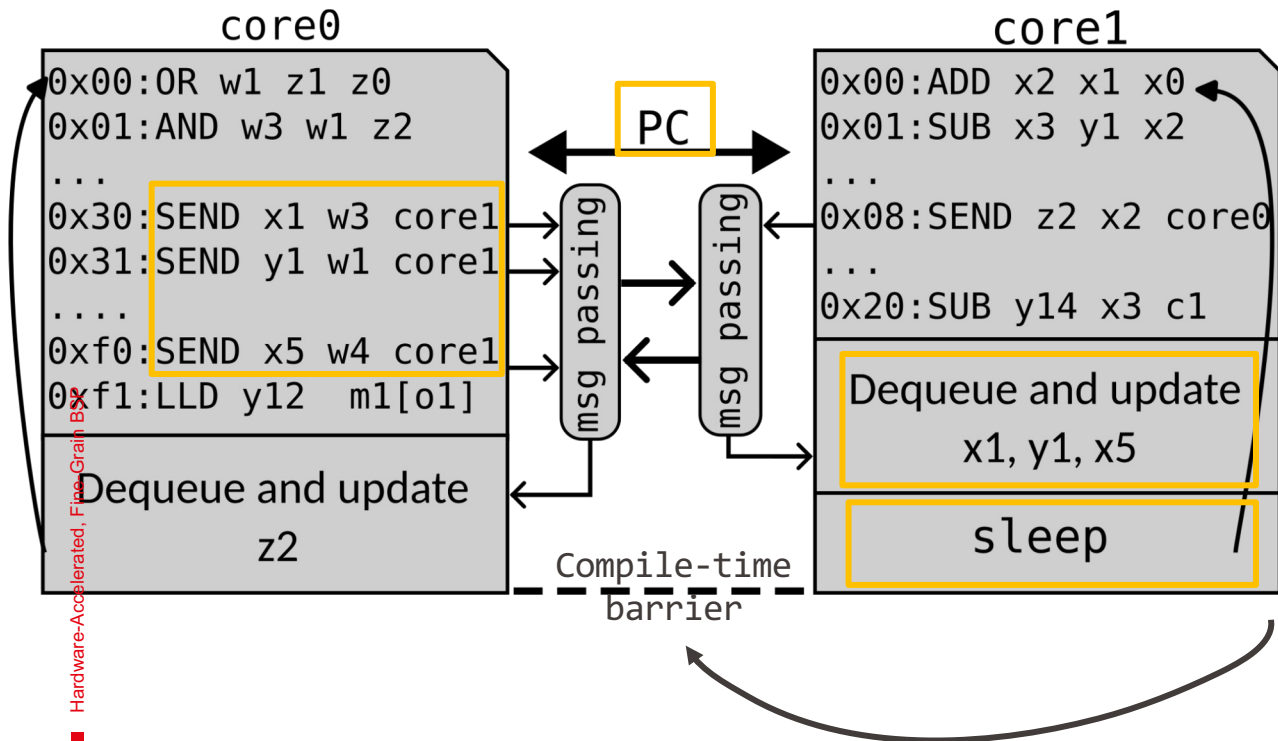 core0
0x00:OR w1 z1 z0
0x01:AND w3 w1 z2
...
0x30:SEND x1 w3 core1
0x31:SEND y1 w1 core1
....
0xf0:SEND x5 w4 core1
0xf1:LLD y12 m1[o1]
Dequeue and update
z2
PC
msg passing
msg passing
Compile-time
barrier
core1
0x00:ADD x2 x1 x0
0x01:SUB x3 y1 x2
...
0x08:SEND z2 x2 core0
...
0x20:SUB y14 x3 c1
Dequeue and update
x1, y1, x5
sleep
Hardware-Accelerated, Fine-Grain BSP